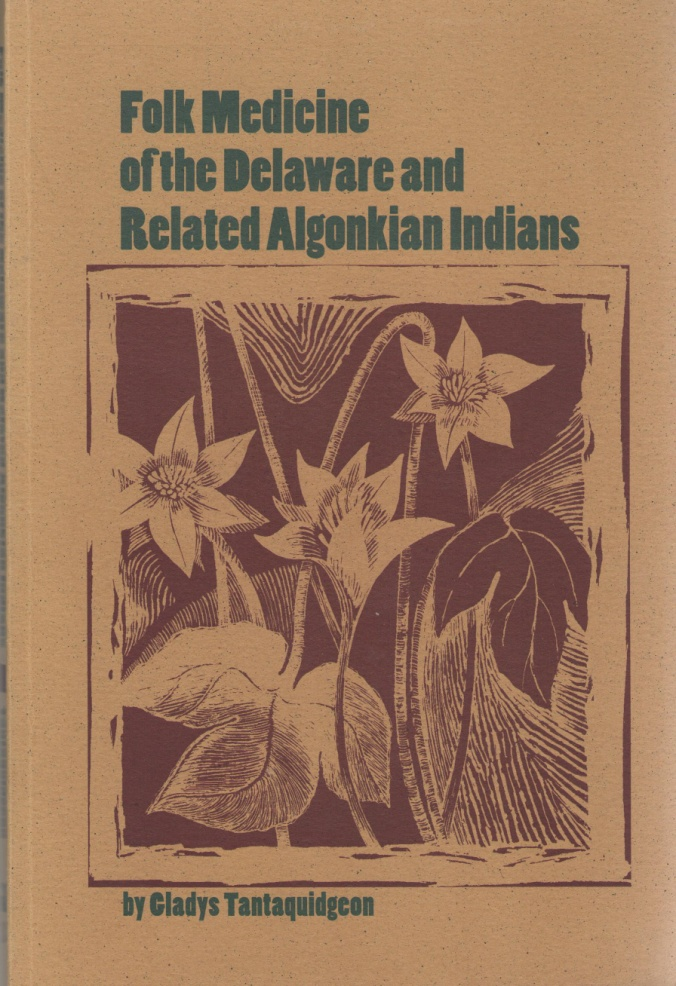 Folk Medicine
of the Delaware and
Related Algonkian Indians
by Gladys Tantaquidgeon